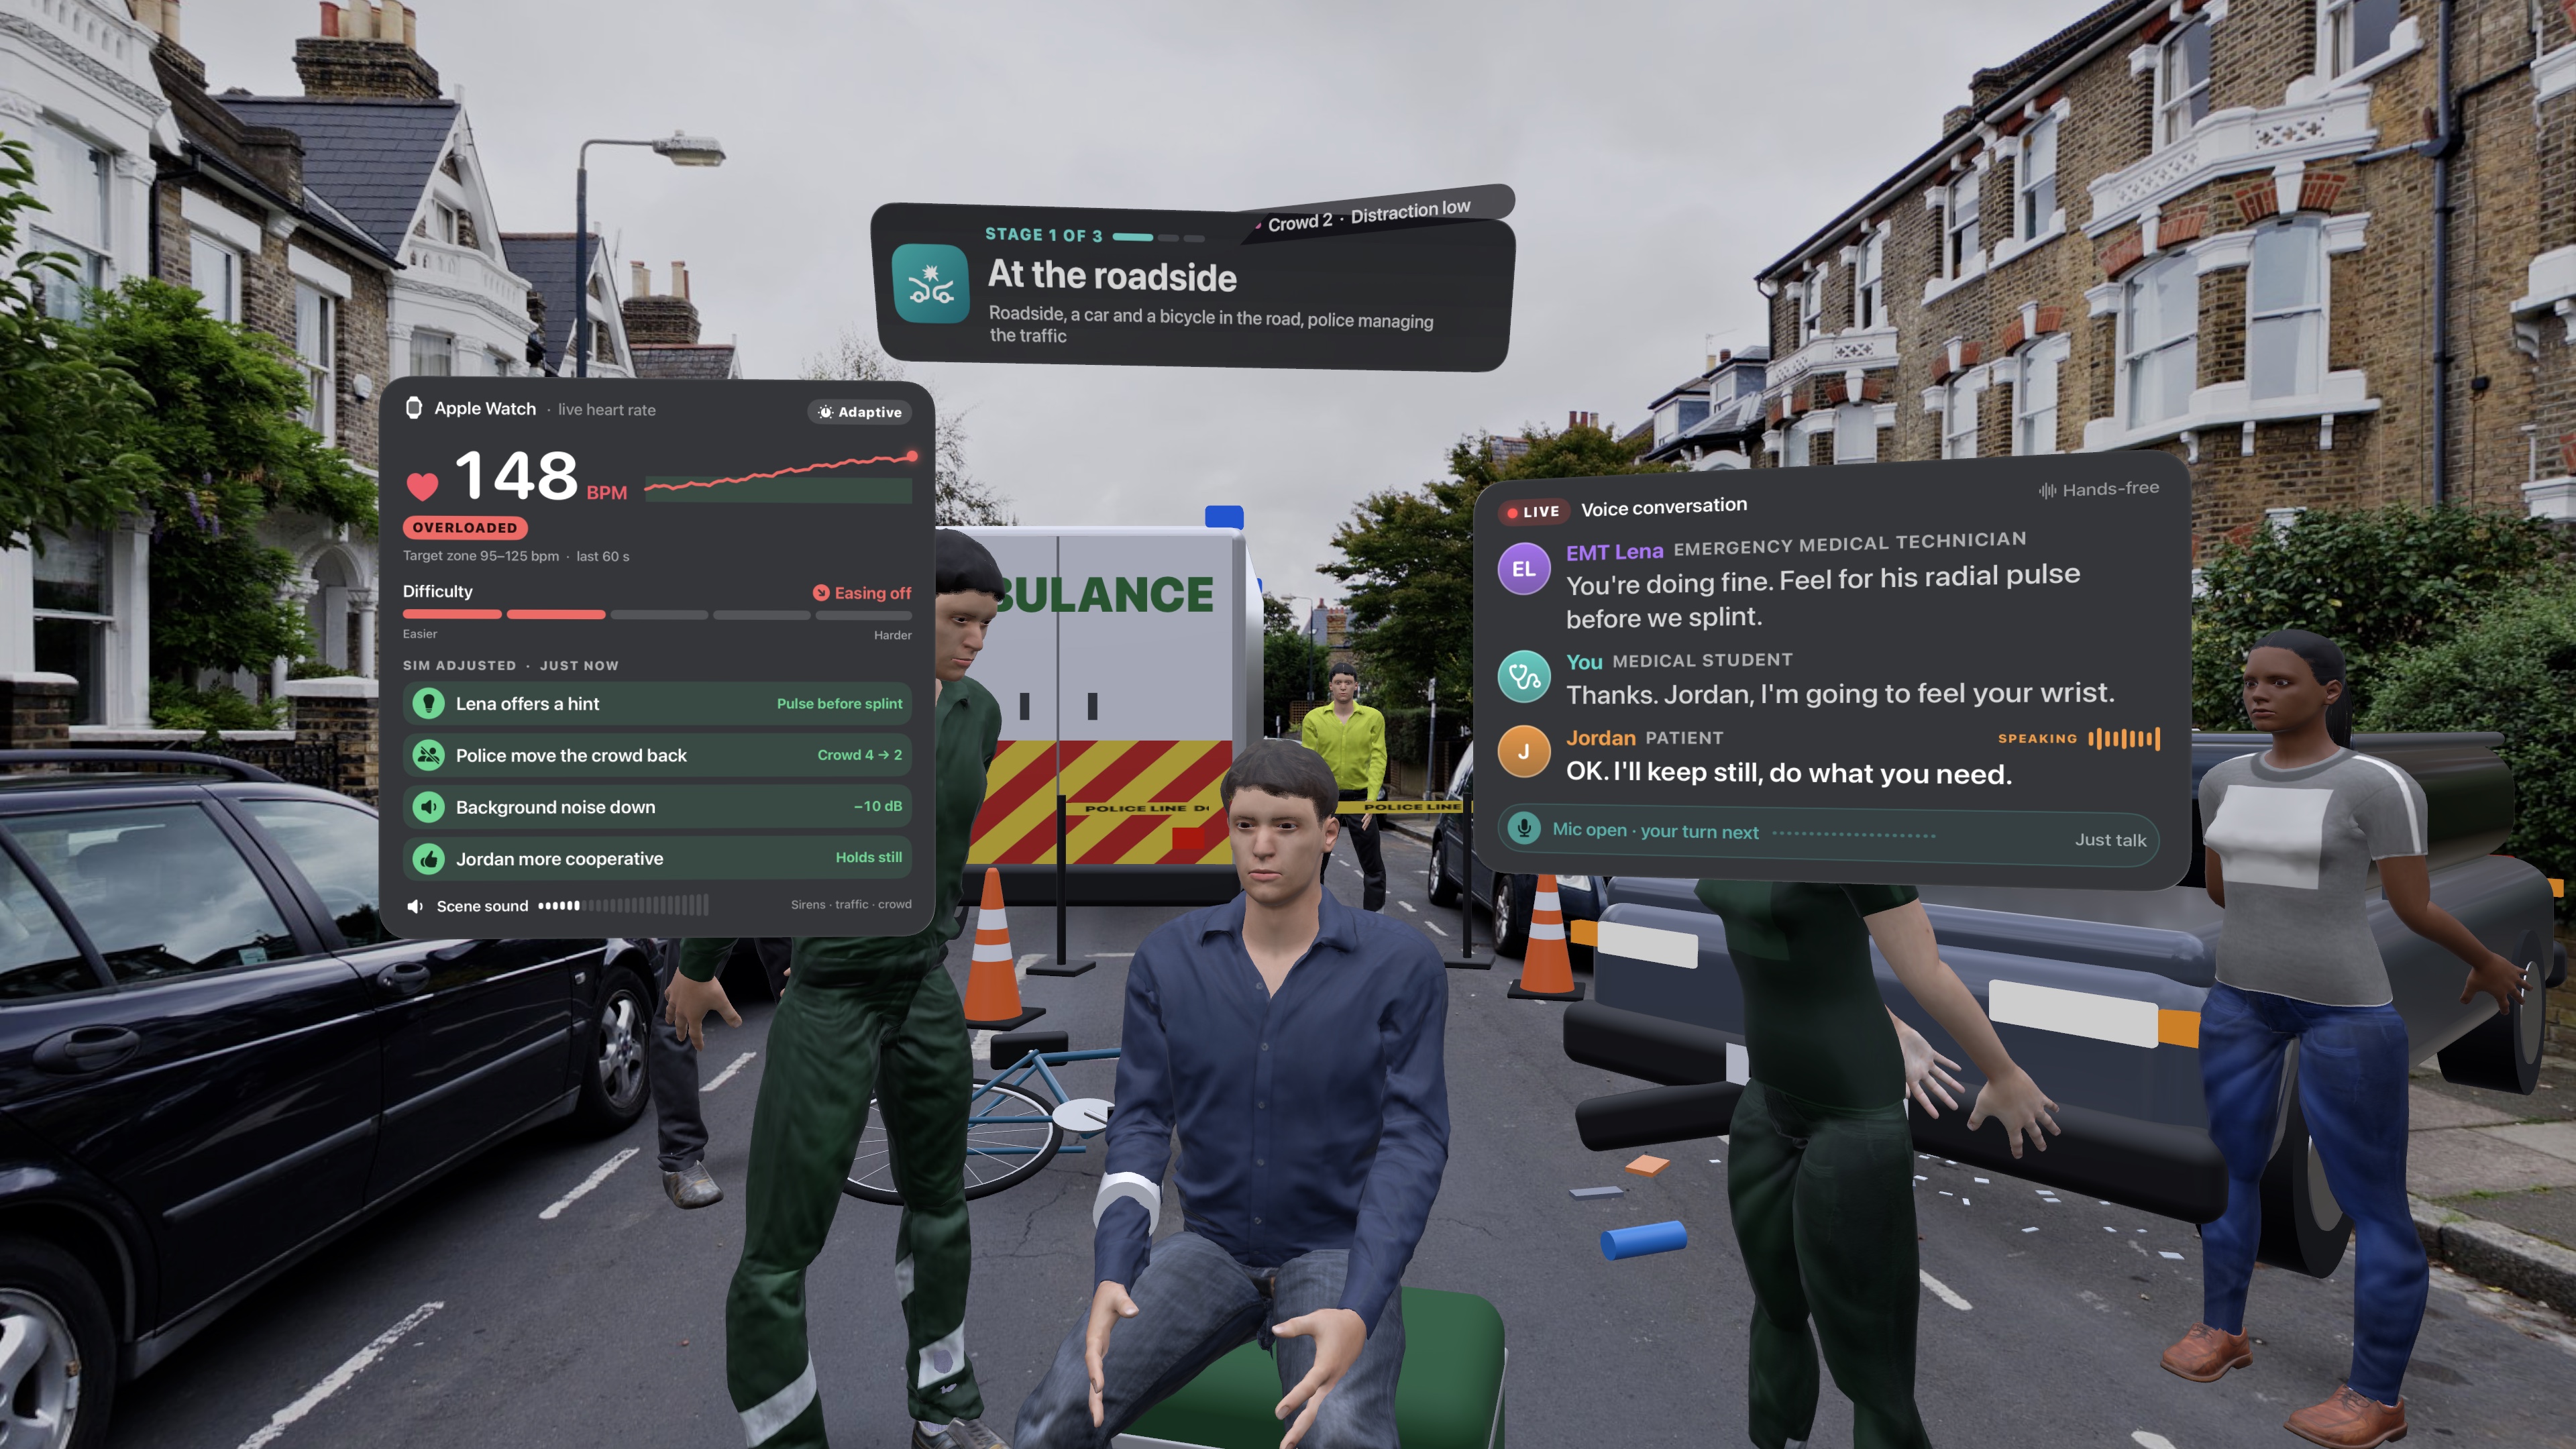 Crowd 2 · Distraction low
STAGE 1 OF 3
At the roadside
Roadside, a car and a bicycle in the road, police managing
the traffic
Apple Watch · live heart rate
Adaptive
148 BPM
OVERLOADED
Target zone 95–125 bpm · last 60 s
Difficulty
Easing off
Easier
Harder
SIM ADJUSTED · JUST NOW
Lena offers a hint
Pulse before splint
Police move the crowd back
Crowd 4 → 2
Background noise down
−10 dB
Jordan more cooperative
Holds still
Scene sound
Sirens · traffic · crowd
LIVE Voice conversation
Hands-free
EL
EMT Lena EMERGENCY MEDICAL TECHNICIAN
You're doing fine. Feel for his radial pulse
before we splint.
You MEDICAL STUDENT
Thanks. Jordan, I'm going to feel your wrist.
J
Jordan PATIENT
SPEAKING
OK. I'll keep still, do what you need.
Mic open · your turn next
Just talk
BULANCE
POLICE LINE D
POLICE LINE